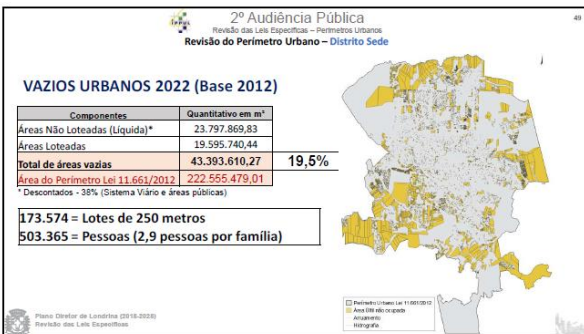 IPPUL
2º Audiência Pública
49
Revisão das Leis Específicas – Perímetros Urbanos
Revisão do Perímetro Urbano – Distrito Sede
VAZIOS URBANOS 2022 (Base 2012)
Componentes Quantitativo em m²
Áreas Não Loteadas (Líquida)* 23.797.869,83
Áreas Loteadas 19.595.740,44
Total de áreas vazias 43.393.610,27 19,5%
Área do Perímetro Lei 11.661/2012 222.555.479,01
* Descontados - 38% (Sistema Viário e áreas públicas)
173.574 = Lotes de 250 metros
503.365 = Pessoas (2,9 pessoas por família)
Perímetro Urbano Lei 11.661/2012
Área BIM não ocupada
Arruamento
Hidrografia
Plano Diretor de Londrina (2018-2028)
Revisão das Leis Específicas